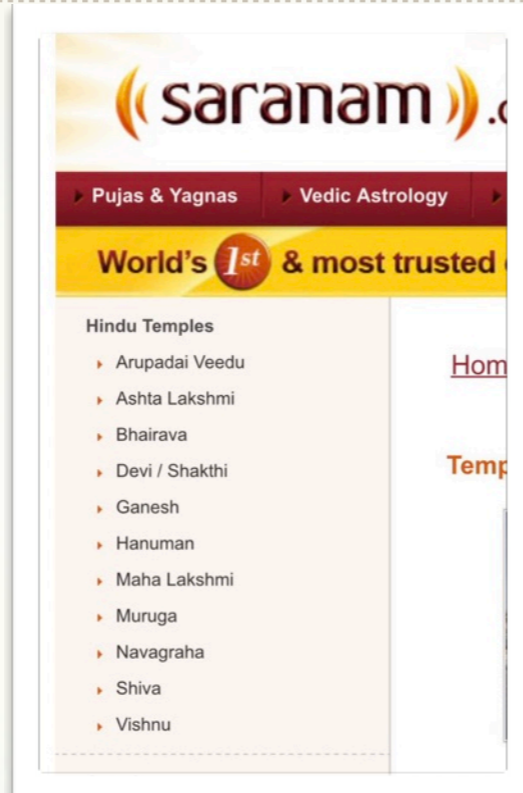 saranam
Pujas & Yagnas Vedic Astrology
World's 1st & most trusted
Hindu Temples
Arupadai Veedu
Ashta Lakshmi
Bhairava
Devi / Shakthi
Ganesh
Hanuman
Maha Lakshmi
Muruga
Navagraha
Shiva
Vishnu
Hom
Temp